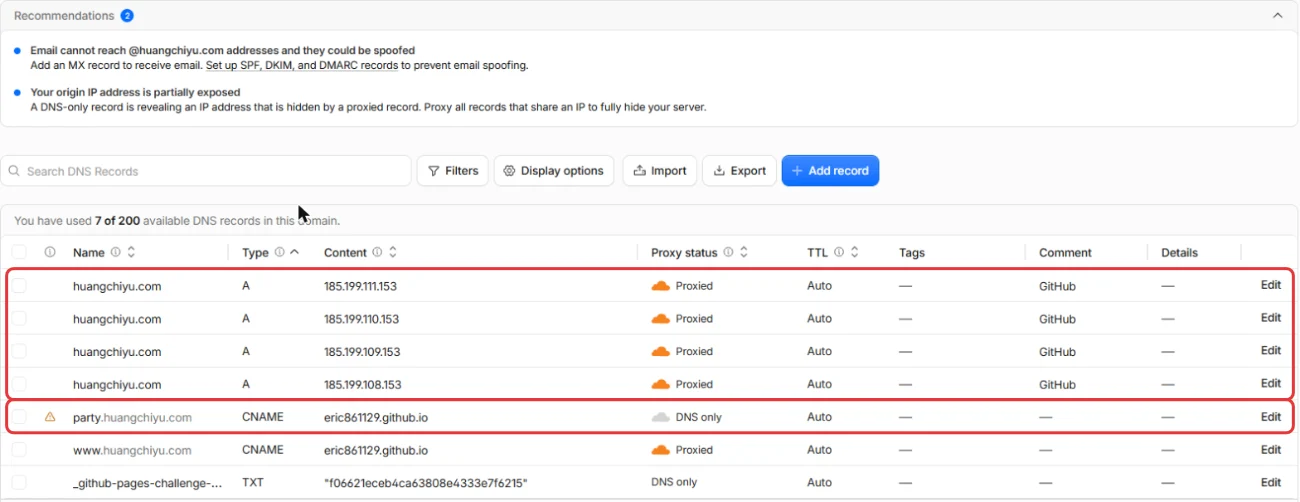 Recommendations 2
Email cannot reach @huangchiyu.com addresses and they could be spoofed
Add an MX record to receive email. Set up SPF, DKIM, and DMARC records to prevent email spoofing.
Your origin IP address is partially exposed
A DNS-only record is revealing an IP address that is hidden by a proxied record. Proxy all records that share an IP to fully hide your server.
Search DNS Records Filters Display options Import Export + Add record
You have used 7 of 200 available DNS records in this domain.
Name Type Content Proxy status TTL Tags Comment Details
huangchiyu.com A 185.199.111.153 Proxied Auto — GitHub — Edit
huangchiyu.com A 185.199.110.153 Proxied Auto — GitHub — Edit
huangchiyu.com A 185.199.109.153 Proxied Auto — GitHub — Edit
huangchiyu.com A 185.199.108.153 Proxied Auto — GitHub — Edit
party.huangchiyu.com CNAME eric861129.github.io DNS only Auto — — — Edit
www.huangchiyu.com CNAME eric861129.github.io Proxied Auto — — — Edit
_github-pages-challenge-... TXT "f06621eceb4ca63808e4333e7f6215" DNS only Auto — — — Edit